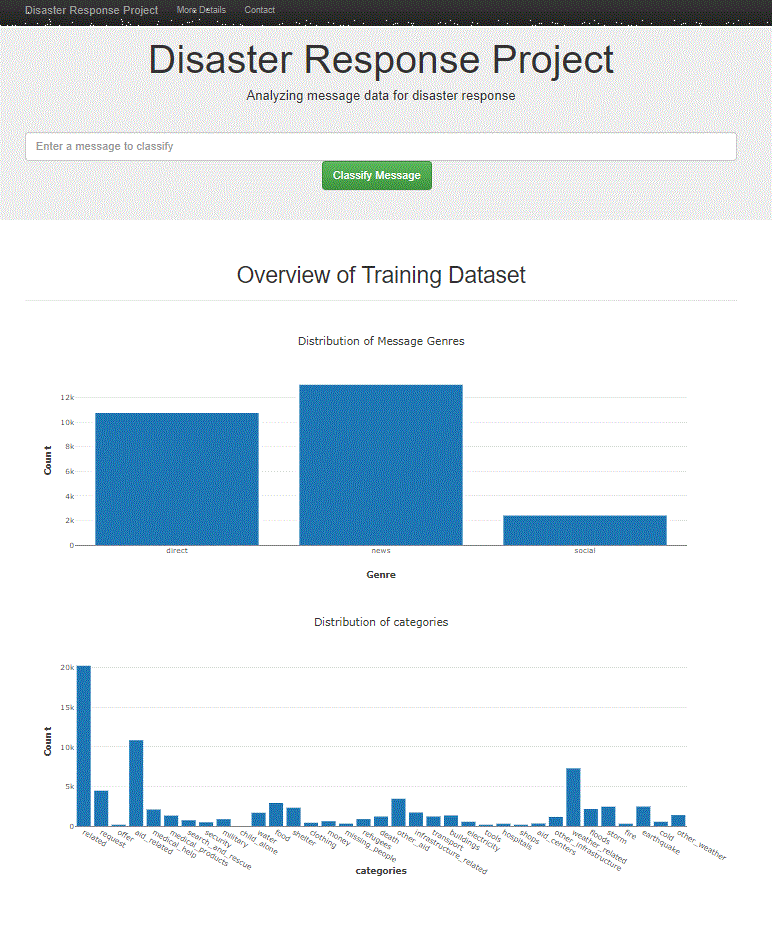 Disaster Response Project More Details Contact
Disaster Response Project
Analyzing message data for disaster response
Enter a message to classify
Classify Message
Overview of Training Dataset
Distribution of Message Genres
12k
10k
8k
6k
4k
2k
0
Count
direct news social
Genre
Distribution of categories
20k
15k
10k
5k
0
Count
related
request
offer
aid_related
medical_help
medical_products
search_and_rescue
security
military
child_alone
water
food
shelter
clothing
money
missing_people
refugees
death
other_aid
infrastructure_related
transport
buildings
electricity
tools
hospitals
shops
aid_centers
other_infrastructure
weather_related
floods
storm
fire
earthquake
cold
other_weather
categories